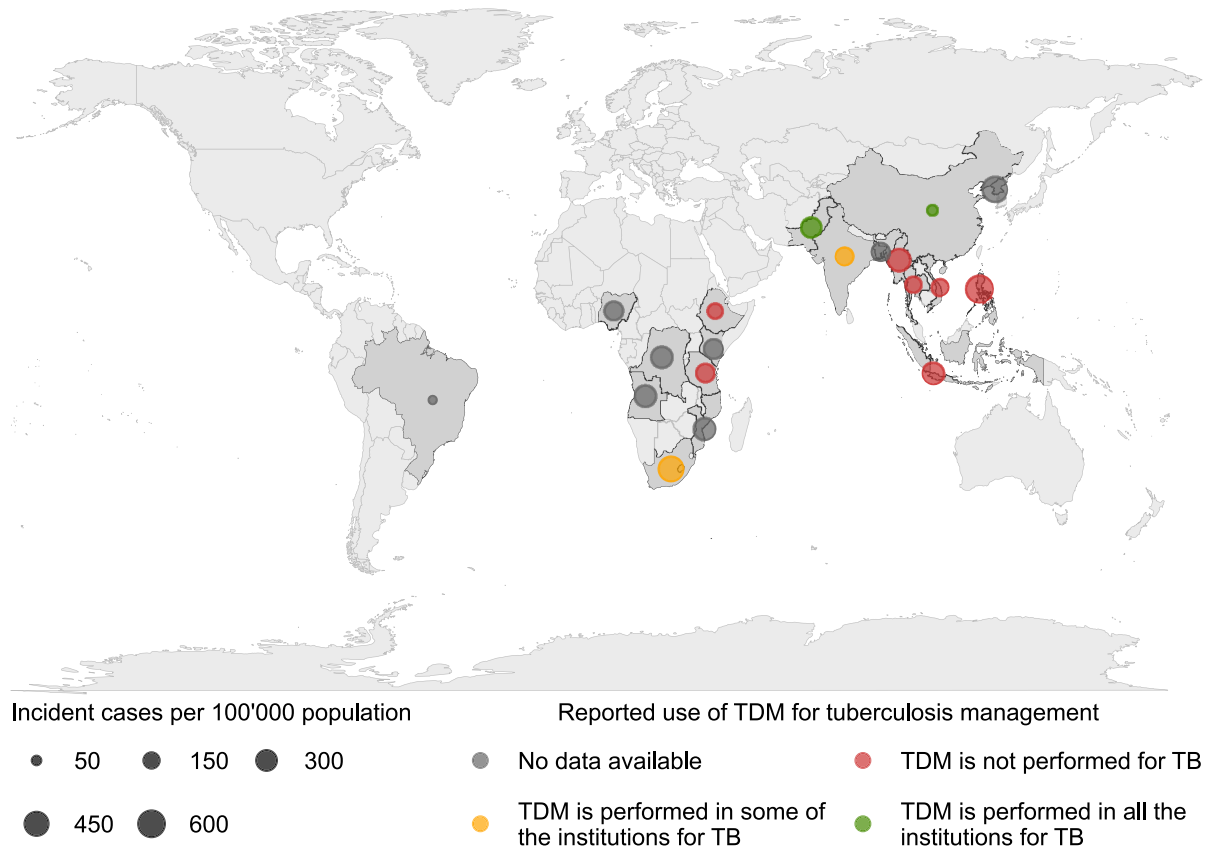 Incident cases per 100'000 population
50
150
300
450
600
Reported use of TDM for tuberculosis management
No data available
TDM is not performed for TB
TDM is performed in some of
the institutions for TB
TDM is performed in all the
institutions for TB